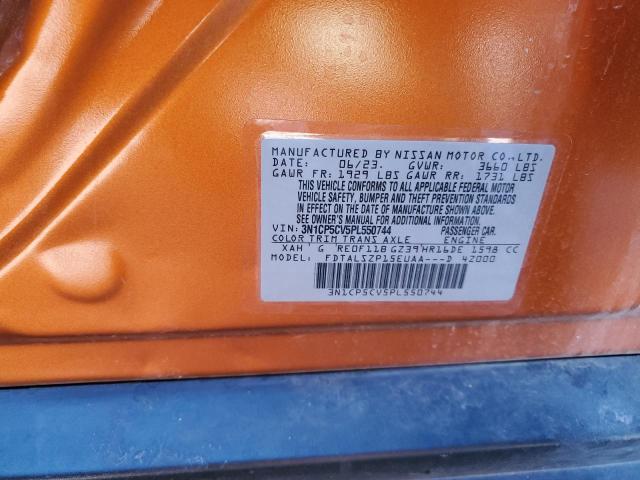 MANUFACTURED BY NISSAN MOTOR CO., LTD.
DATE: 06/23. GVWR: 3660 LBS
GAWR FR: 1929 LBS GAWR RR: 1731 LBS
THIS VEHICLE CONFORMS TO ALL APPLICABLE FEDERAL MOTOR
VEHICLE SAFETY, BUMPER AND THEFT PREVENTION STANDARDS
IN EFFECT ON THE DATE OF MANUFACTURE SHOWN ABOVE.
SEE OWNER'S MANUAL FOR ADDITIONAL INFORMATION
VIN: 3N1CP5CV5PL550744 PASSENGER CAR.
COLOR TRIM TRANS AXLE ENGINE
XAH G RE0F11B GZ39 HR16DE 1598 CC
MODEL: FDTALSZP15EUAA---D 42000
3N1CP5CV5PL550744